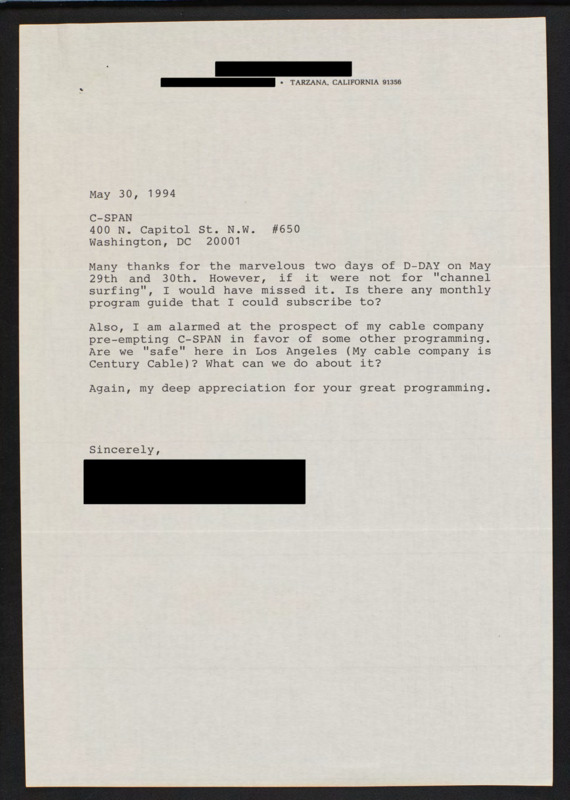 • TARZANA, CALIFORNIA 91356
May 30, 1994
C-SPAN
400 N. Capitol St. N.W. #650
Washington, DC 20001
Many thanks for the marvelous two days of D-DAY on May
29th and 30th. However, if it were not for "channel
surfing", I would have missed it. Is there any monthly
program guide that I could subscribe to?
Also, I am alarmed at the prospect of my cable company
pre-empting C-SPAN in favor of some other programming.
Are we "safe" here in Los Angeles (My cable company is
Century Cable)? What can we do about it?
Again, my deep appreciation for your great programming.
Sincerely,